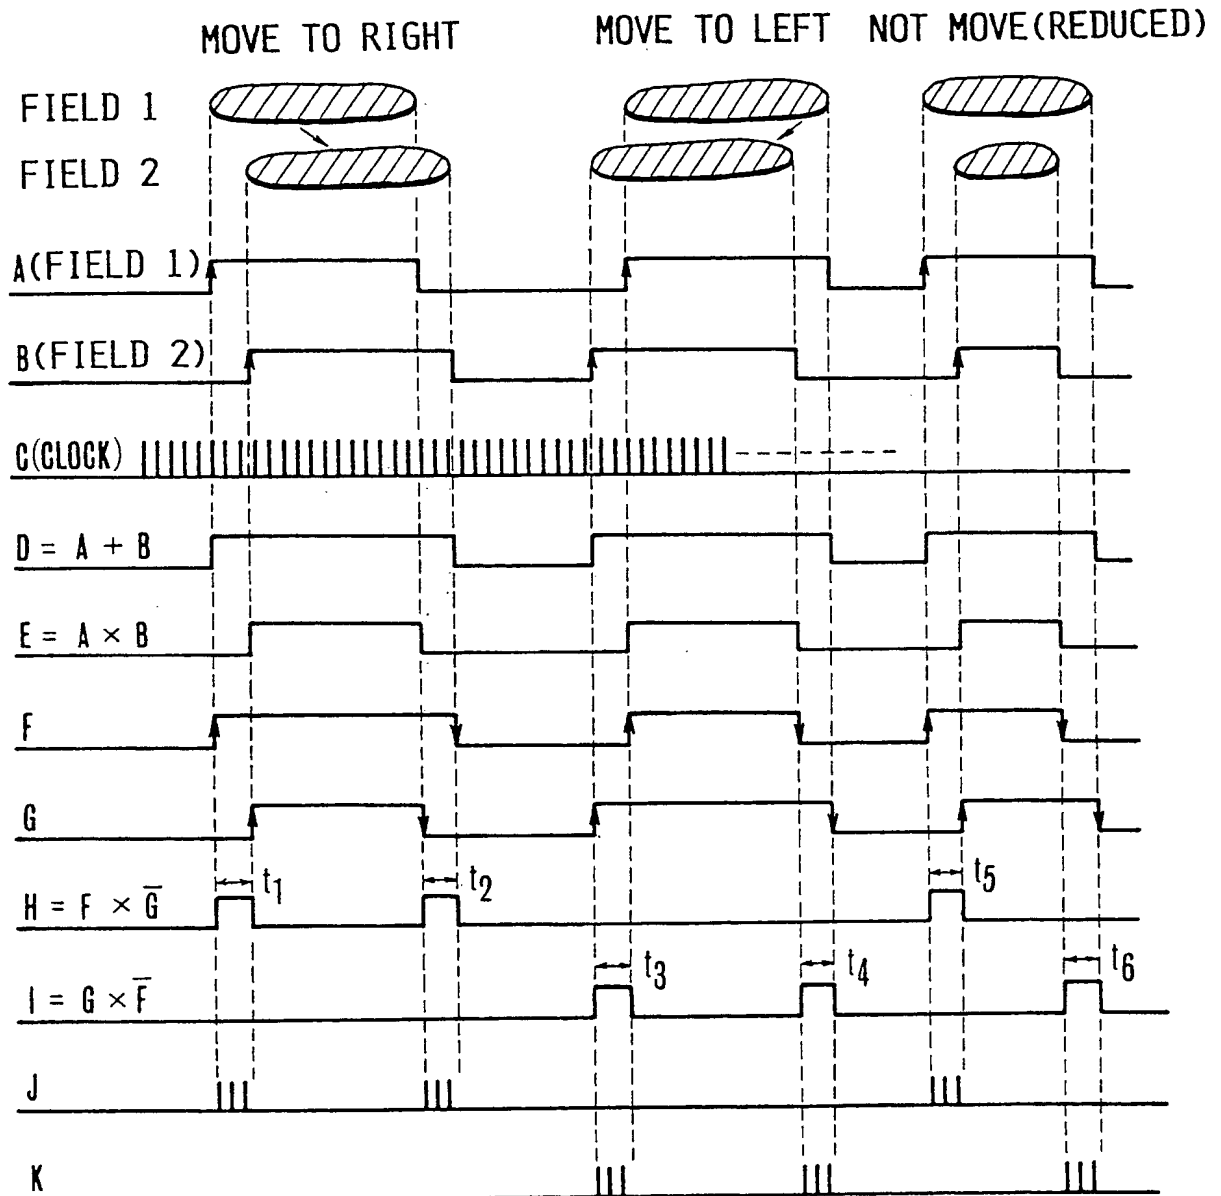 MOVE TO RIGHT MOVE TO LEFT NOT MOVE(REDUCED)
FIELD 1
FIELD 2
A(FIELD 1)
B(FIELD 2)
C(CLOCK)
D = A + B
E = A × B
F
G
H = F × G̅ t1 t2 t5
I = G × F̅ t3 t4 t6
J
K